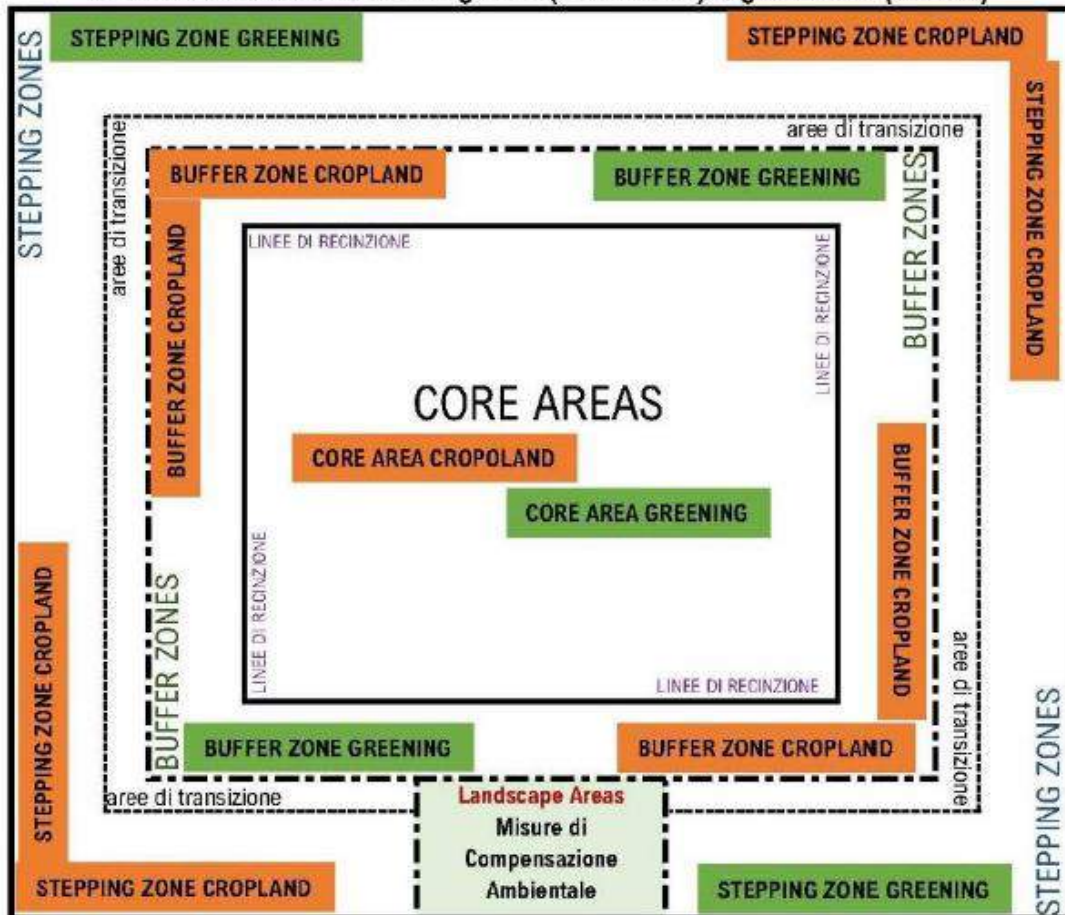 STEPPING ZONE GREENING
STEPPING ZONE CROPLAND
STEPPING ZONES
STEPPING ZONE CROPLAND
aree di transizione
aree di transizione
BUFFER ZONE CROPLAND
BUFFER ZONE GREENING
BUFFER ZONES
BUFFER ZONE CROPLAND
LINEE DI RECINZIONE
LINEE DI RECINZIONE
CORE AREAS
CORE AREA CROPOLAND
CORE AREA GREENING
BUFFER ZONE CROPLAND
LINEE DI RECINZIONE
LINEE DI RECINZIONE
STEPPING ZONE CROPLAND
BUFFER ZONES
aree di transizione
BUFFER ZONE GREENING
BUFFER ZONE CROPLAND
aree di transizione
Landscape Areas
Misure di
Compensazione
Ambientale
STEPPING ZONES
STEPPING ZONE CROPLAND
STEPPING ZONE GREENING